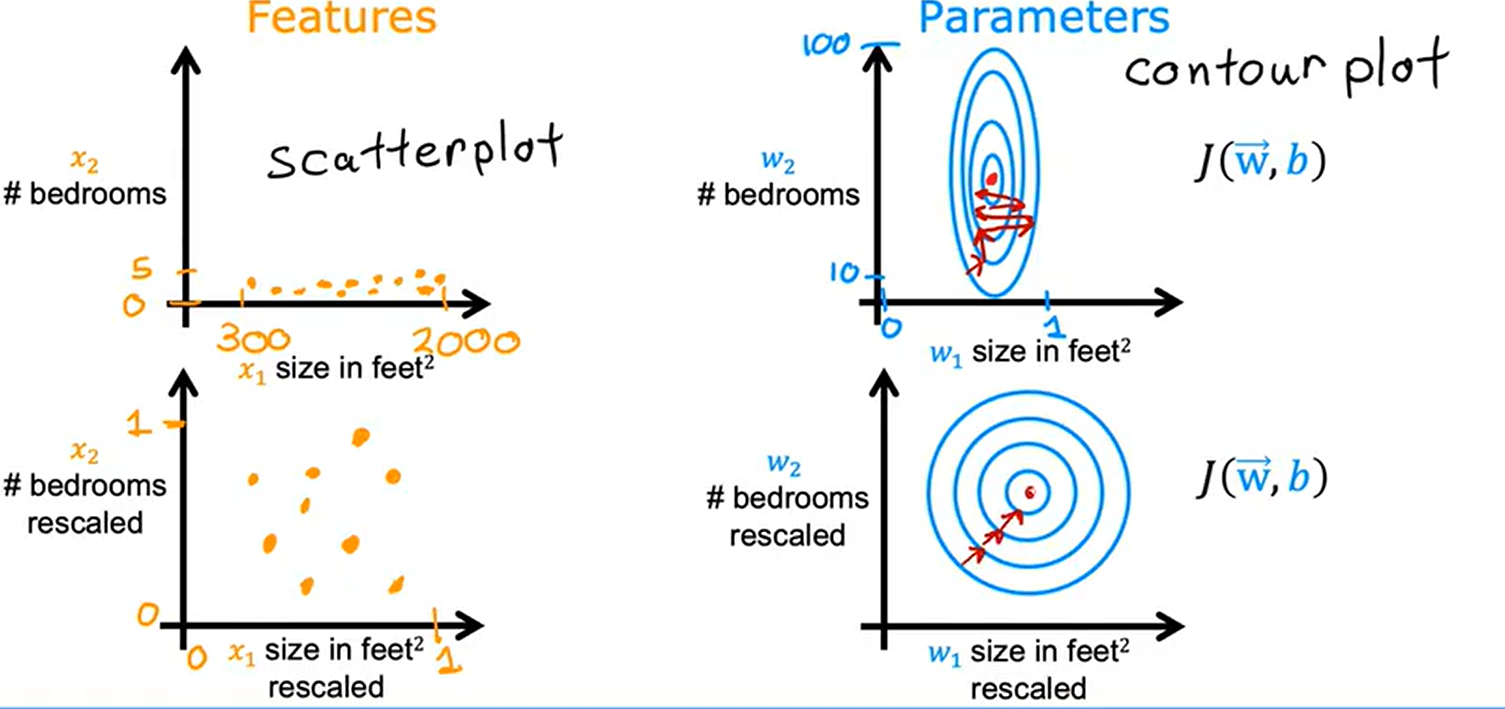 Features
scatterplot
x₂
# bedrooms
5
0
300
2000
x₁ size in feet²
Parameters
contour plot
100
w₂
# bedrooms
10
0
1
w₁ size in feet²
J(w⃗, b)
1
x₂
# bedrooms
rescaled
0
0
1
x₁ size in feet²
rescaled
w₂
# bedrooms
rescaled
w₁ size in feet²
rescaled
J(w⃗, b)